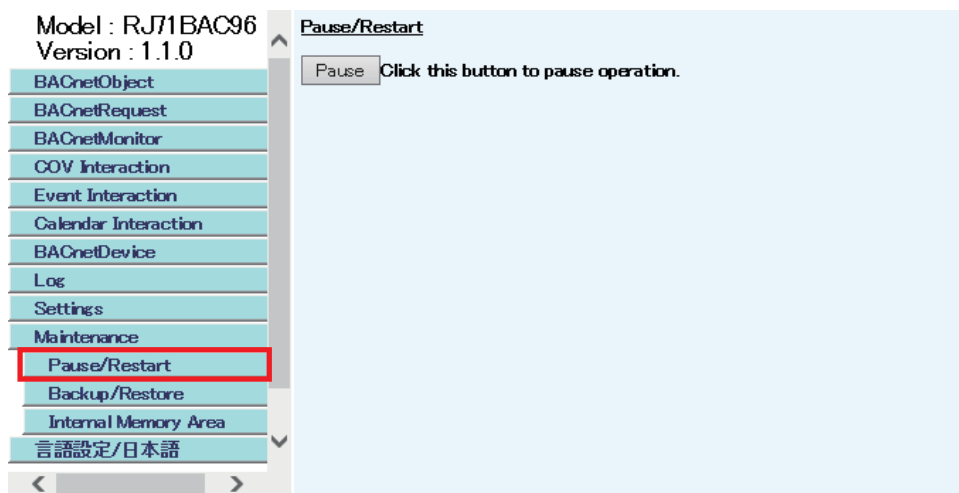 Model : RJ71BAC96
Version : 1.1.0
BACnetObject
BACnetRequest
BACnetMonitor
COV Interaction
Event Interaction
Calendar Interaction
BACnetDevice
Log
Settings
Maintenance
Pause/Restart
Backup/Restore
Internal Memory Area
言語設定/日本語
Pause/Restart
Pause Click this button to pause operation.